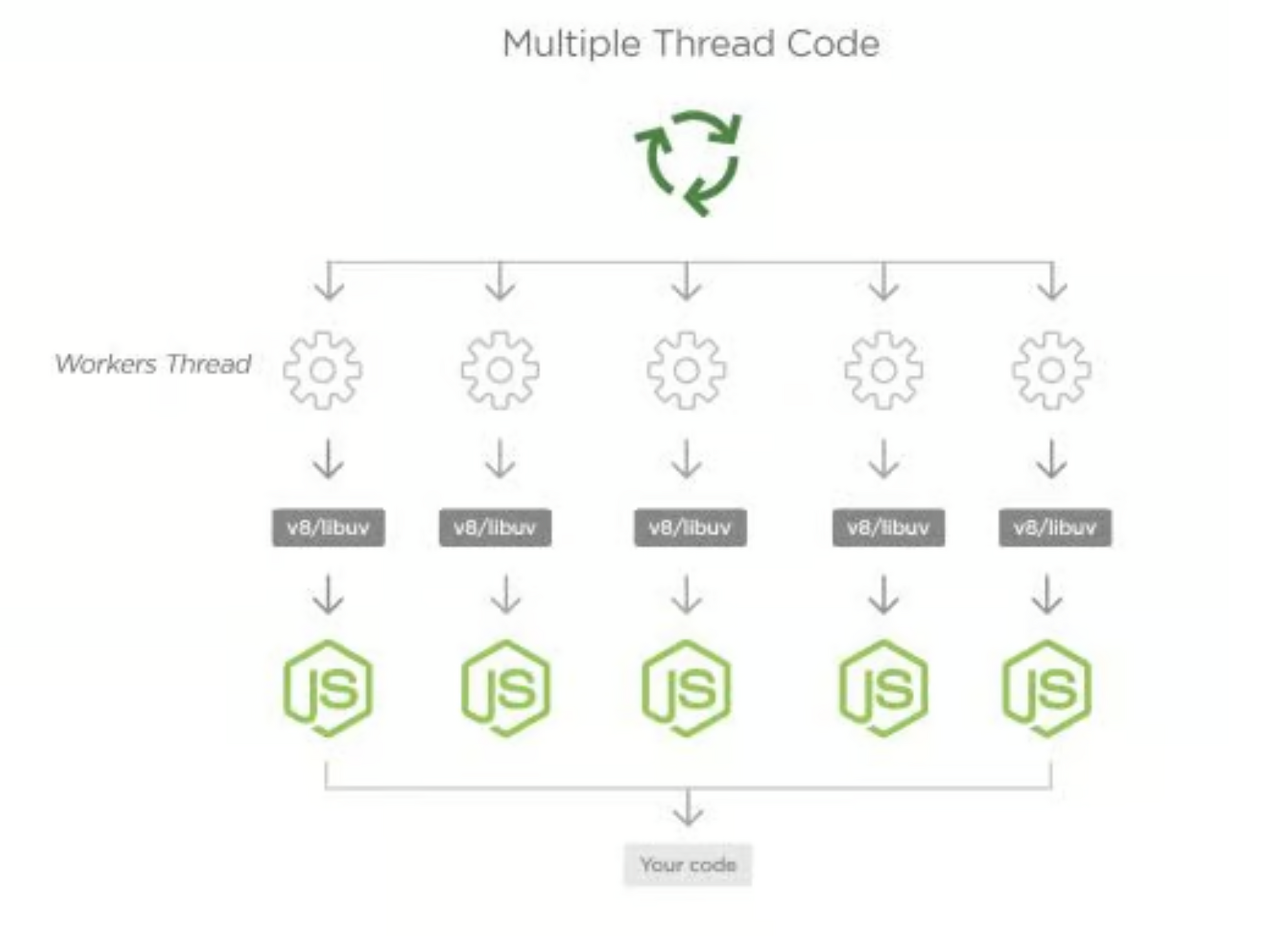 Multiple Thread Code
Workers Thread
v8/libuv v8/libuv v8/libuv v8/libuv v8/libuv
JS JS JS JS JS
Your code